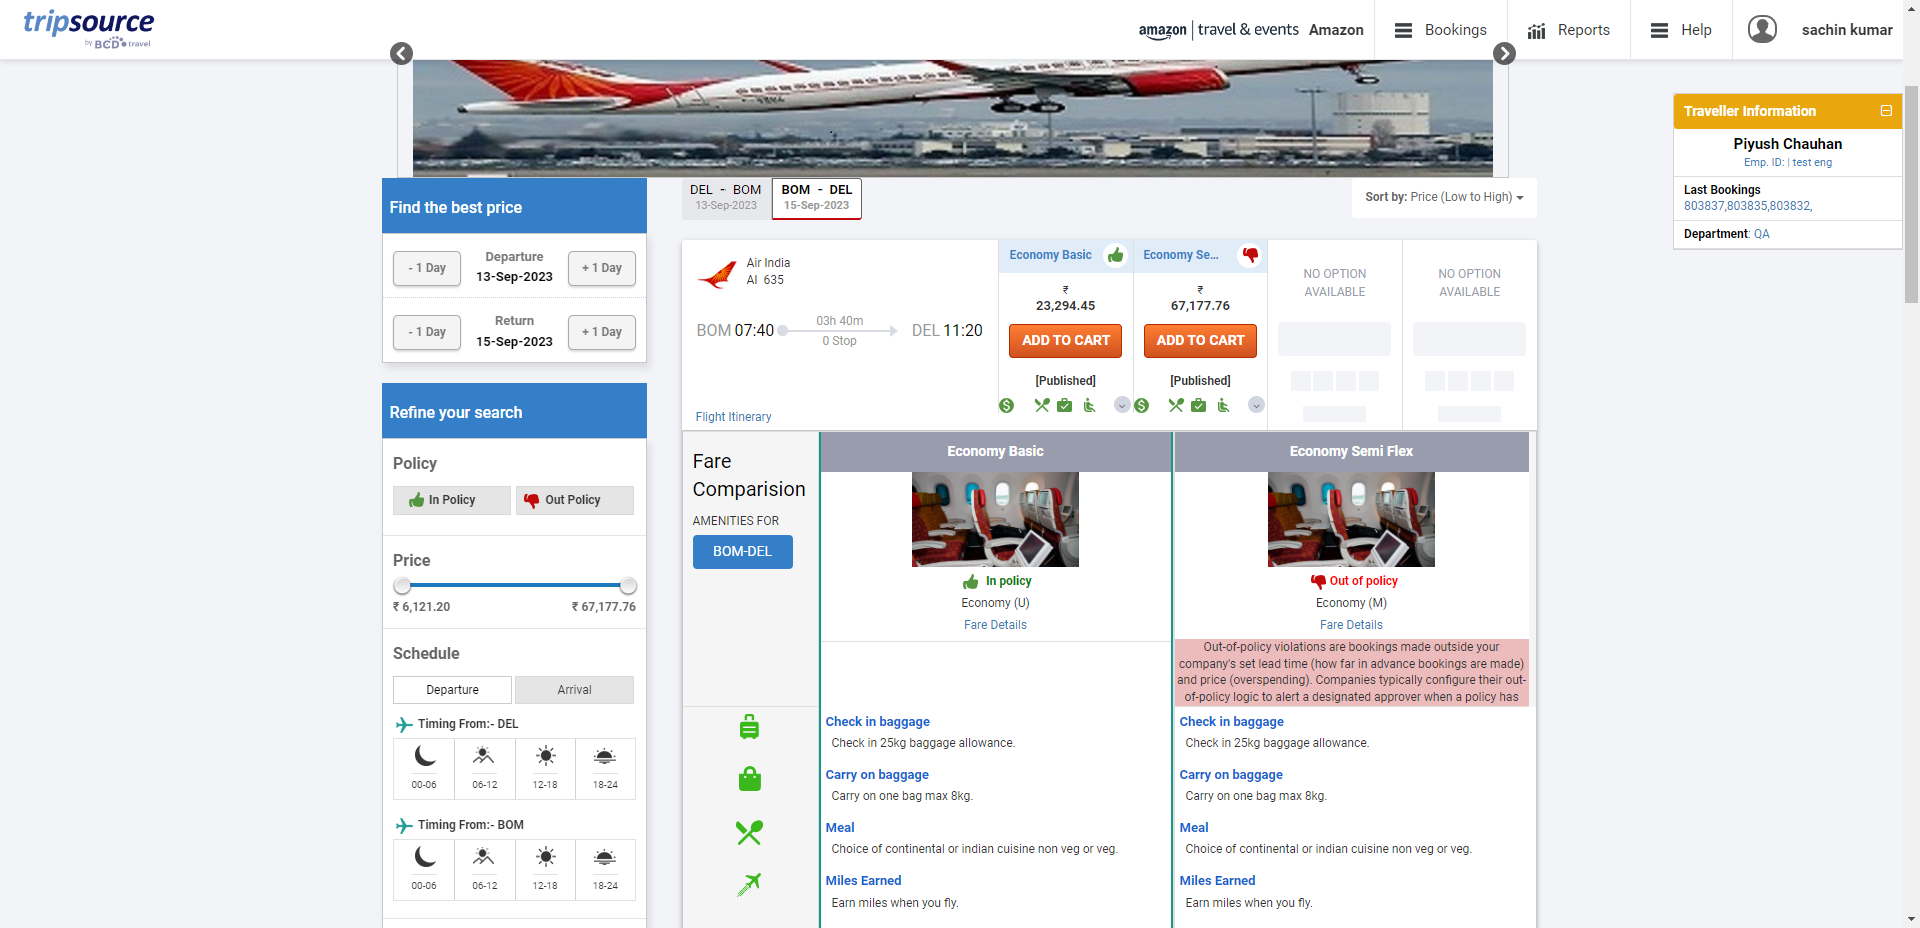 tripsource
by BCD travel
amazon | travel & events Amazon
Bookings
Reports
Help
sachin kumar
Traveller Information
Piyush Chauhan
Emp. ID: | test eng
Last Bookings
803837,803835,803832,
Department: QA
Find the best price
- 1 Day
Departure
13-Sep-2023
+ 1 Day
- 1 Day
Return
15-Sep-2023
+ 1 Day
Refine your search
Policy
In Policy
Out Policy
Price
₹ 6,121.20
₹ 67,177.76
Schedule
Departure
Arrival
Timing From:- DEL
00-06
06-12
12-18
18-24
Timing From:- BOM
00-06
06-12
12-18
18-24
DEL - BOM
13-Sep-2023
BOM - DEL
15-Sep-2023
Sort by: Price (Low to High)
Air India
AI 635
BOM 07:40
03h 40m
0 Stop
DEL 11:20
Flight Itinerary
Economy Basic
₹
23,294.45
ADD TO CART
[Published]
Economy Se...
₹
67,177.76
ADD TO CART
[Published]
NO OPTION
AVAILABLE
NO OPTION
AVAILABLE
Fare
Comparision
AMENITIES FOR
BOM-DEL
Economy Basic
In policy
Economy (U)
Fare Details
Check in baggage
Check in 25kg baggage allowance.
Carry on baggage
Carry on one bag max 8kg.
Meal
Choice of continental or indian cuisine non veg or veg.
Miles Earned
Earn miles when you fly.
Economy Semi Flex
Out of policy
Economy (M)
Fare Details
Out-of-policy violations are bookings made outside your
company's set lead time (how far in advance bookings are made)
and price (overspending). Companies typically configure their out-
of-policy logic to alert a designated approver when a policy has
Check in baggage
Check in 25kg baggage allowance.
Carry on baggage
Carry on one bag max 8kg.
Meal
Choice of continental or indian cuisine non veg or veg.
Miles Earned
Earn miles when you fly.